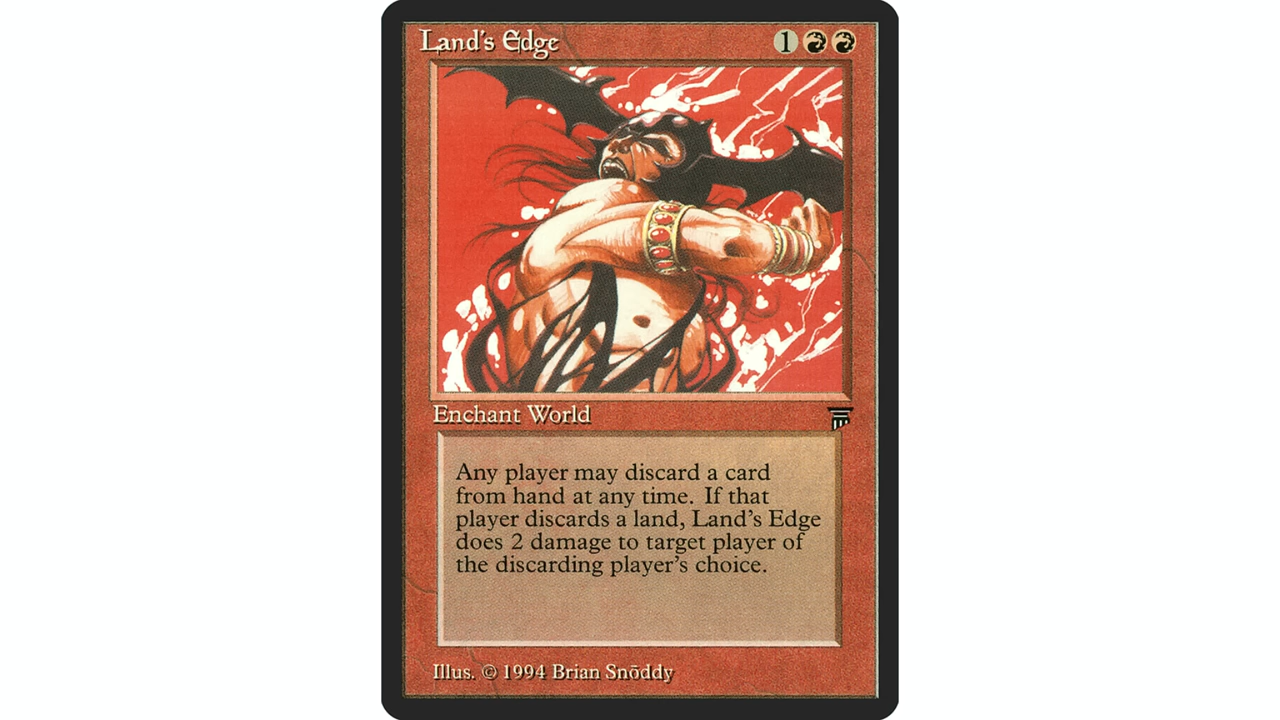 Land's Edge
1
Enchant World
Any player may discard a card
from hand at any time. If that
player discards a land, Land's Edge
does 2 damage to target player of
the discarding player's choice.
Illus. © 1994 Brian Snōddy